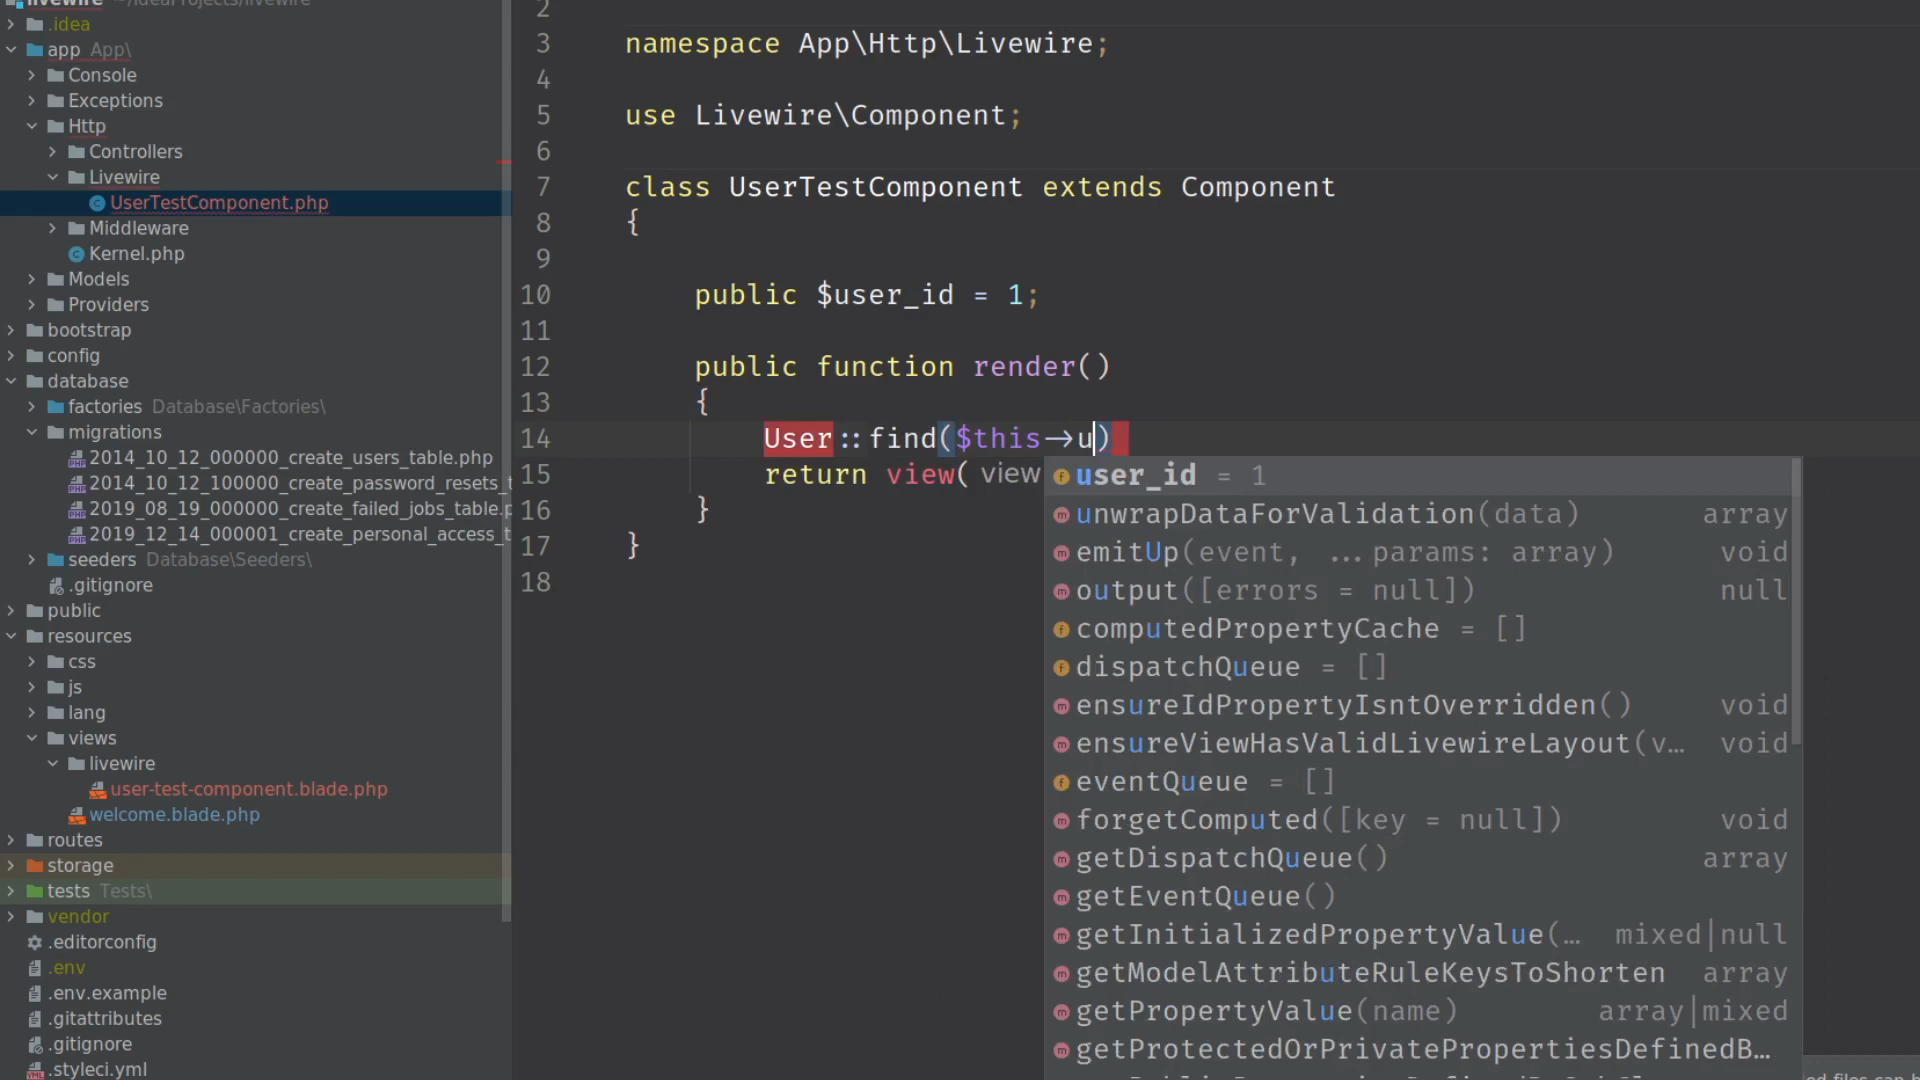 livewire ~/IdeaProjects/livewire
.idea
app App\
Console
Exceptions
Http
Controllers
Livewire
UserTestComponent.php
Middleware
Kernel.php
Models
Providers
bootstrap
config
database
factories Database\Factories\
migrations
2014_10_12_000000_create_users_table.php
2014_10_12_100000_create_password_resets_t
2019_08_19_000000_create_failed_jobs_table.p
2019_12_14_000001_create_personal_access_t
seeders Database\Seeders\
.gitignore
public
resources
css
js
lang
views
livewire
user-test-component.blade.php
welcome.blade.php
routes
storage
tests Tests\
vendor
.editorconfig
.env
.env.example
.gitattributes
.gitignore
.styleci.yml
2
3 namespace App\Http\Livewire;
4
5 use Livewire\Component;
6
7 class UserTestComponent extends Component
8 {
9
10 public $user_id = 1;
11
12 public function render()
13 {
14 User::find($this->u)
15 return view( view
16 }
17 }
18
user_id = 1
unwrapDataForValidation(data) array
emitUp(event, ...params: array) void
output([errors = null]) null
computedPropertyCache = []
dispatchQueue = []
ensureIdPropertyIsntOverridden() void
ensureViewHasValidLivewireLayout(v… void
eventQueue = []
forgetComputed([key = null]) void
getDispatchQueue() array
getEventQueue()
getInitializedPropertyValue(… mixed|null
getModelAttributeRuleKeysToShorten array
getPropertyValue(name) array|mixed
getProtectedOrPrivatePropertiesDefinedB…